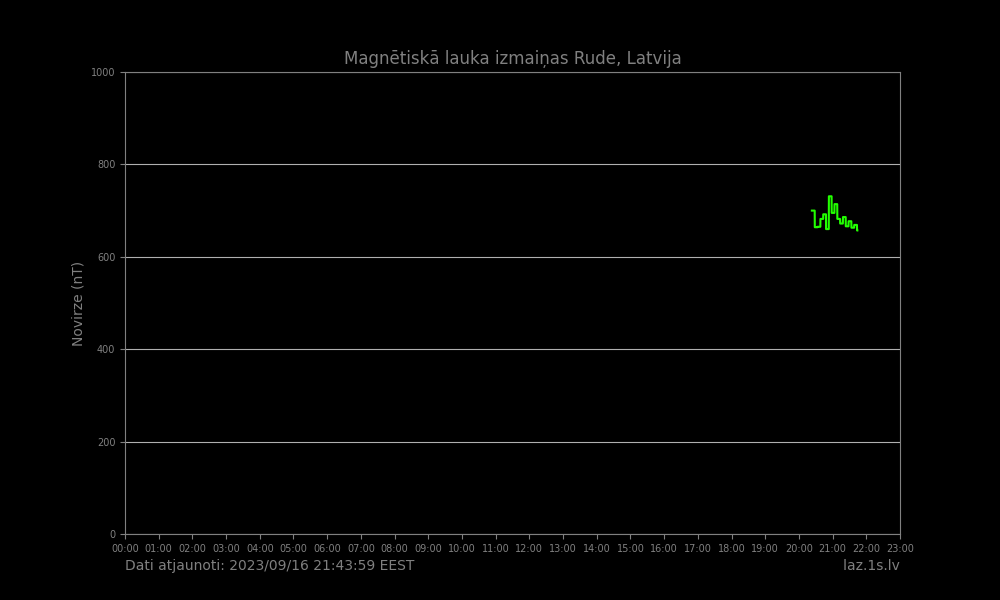 Magnētiskā lauka izmaiņas Rude, Latvija
1000
800
600
400
200
0
Novirze (nT)
00:00 01:00 02:00 03:00 04:00 05:00 06:00 07:00 08:00 09:00 10:00 11:00 12:00 13:00 14:00 15:00 16:00 17:00 18:00 19:00 20:00 21:00 22:00 23:00
Dati atjaunoti: 2023/09/16 21:43:59 EEST
laz.1s.lv